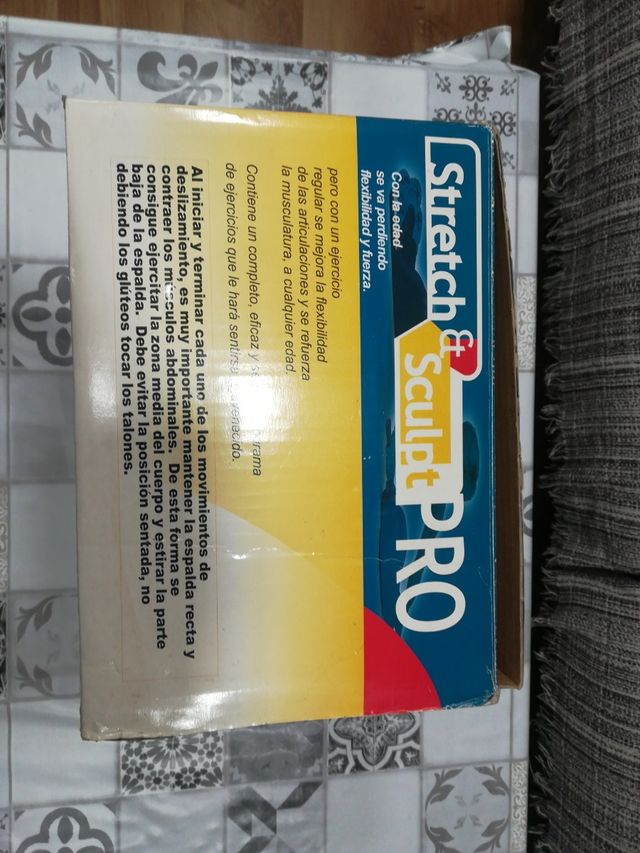 Stretch &
Sculpt
PRO
Con la edad
se va perdiendo
flexibilidad y fuerza.
pero con un ejercicio
regular se mejora la flexibilidad
de las articulaciones y se refuerza
la musculatura, a cualquier edad.
Contiene un completo, eficaz y
de ejercicios que le hará
Al iniciar y terminar cada uno de los movimientos de
deslizamiento, es muy importante mantener la espalda recta y
contraer los músculos abdominales. De esta forma se
consigue ejercitar la zona media del cuerpo y estirar la parte
baja de la espalda. Debe evitar la posición sentada, no
debiendo los glúteos tocar los talones.